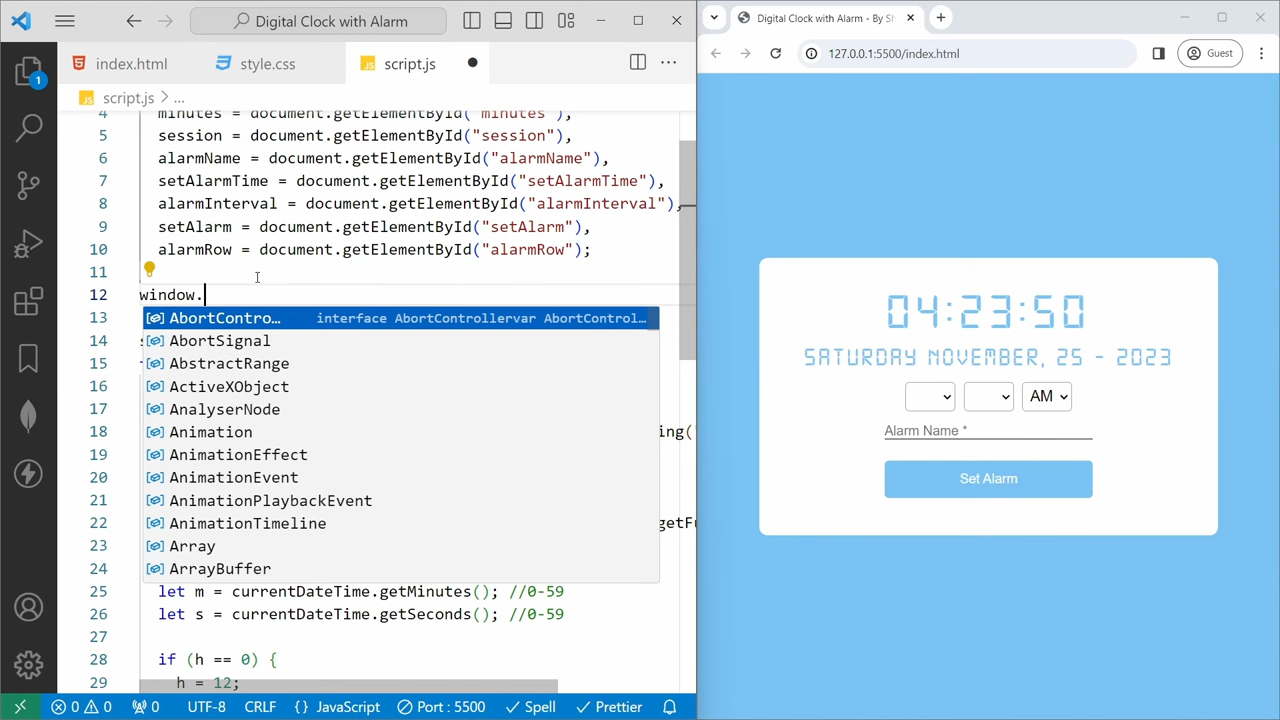 Digital Clock with Alarm
index.html
style.css
script.js
script.js > ...
4 minutes = document.getElementById("minutes"),
5 session = document.getElementById("session"),
6 alarmName = document.getElementById("alarmName"),
7 setAlarmTime = document.getElementById("setAlarmTime"),
8 alarmInterval = document.getElementById("alarmInterval"),
9 setAlarm = document.getElementById("setAlarm"),
10 alarmRow = document.getElementById("alarmRow");
11
12 window.
13 AbortContro... interface AbortControllervar AbortControl...
14 AbortSignal
15 AbstractRange
16 ActiveXObject
17 AnalyserNode
18 Animation ing(
19 AnimationEffect
20 AnimationEvent
21 AnimationPlaybackEvent
22 AnimationTimeline getFu
23 Array
24 ArrayBuffer
25 let m = currentDateTime.getMinutes(); //0-59
26 let s = currentDateTime.getSeconds(); //0-59
27
28 if (h == 0) {
29 h = 12;
1
0 0 0 UTF-8 CRLF {} JavaScript Port : 5500 Spell Prettier
Digital Clock with Alarm - By Sh
127.0.0.1:5500/index.html
Guest
04:23:50
SATURDAY NOVEMBER, 25 - 2023
AM
Alarm Name *
Set Alarm